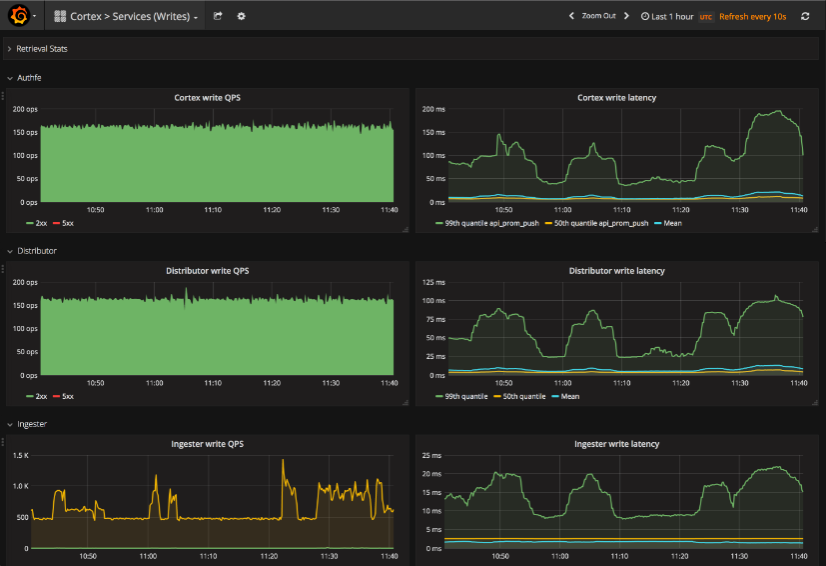 Cortex > Services (Writes)
Zoom Out
Last 1 hour UTC Refresh every 10s
Retrieval Stats
Authfe
Cortex write QPS
200 ops
150 ops
100 ops
50 ops
0 ops
10:50 11:00 11:10 11:20 11:30 11:40
2xx 5xx
Cortex write latency
200 ms
150 ms
100 ms
50 ms
0 ms
10:50 11:00 11:10 11:20 11:30 11:40
99th quantile api_prom_push 50th quantile api_prom_push Mean
Distributor
Distributor write QPS
200 ops
150 ops
100 ops
50 ops
0 ops
10:50 11:00 11:10 11:20 11:30 11:40
2xx 5xx
Distributor write latency
125 ms
100 ms
75 ms
50 ms
25 ms
0 ms
10:50 11:00 11:10 11:20 11:30 11:40
99th quantile 50th quantile Mean
Ingester
Ingester write QPS
1.5 K
1.0 K
500
0
10:50 11:00 11:10 11:20 11:30 11:40
Ingester write latency
25 ms
20 ms
15 ms
10 ms
5 ms
0 ms
10:50 11:00 11:10 11:20 11:30 11:40